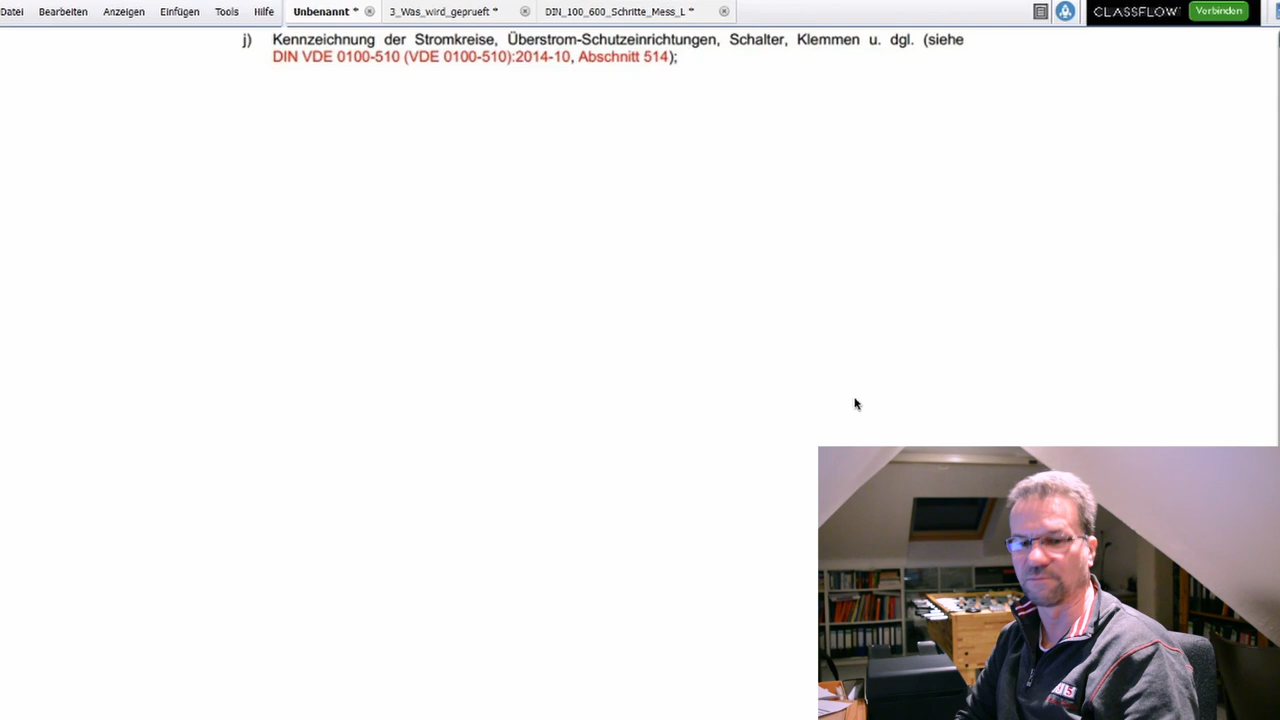 Datei Bearbeiten Anzeigen Einfügen Tools Hilfe Unbenannt * 3_Was_wird_geprueft * DIN_100_600_Schritte_Mess_L * CLASSFLOW Verbinden
j) Kennzeichnung der Stromkreise, Überstrom-Schutzeinrichtungen, Schalter, Klemmen u. dgl. (siehe
DIN VDE 0100-510 (VDE 0100-510):2014-10, Abschnitt 514);